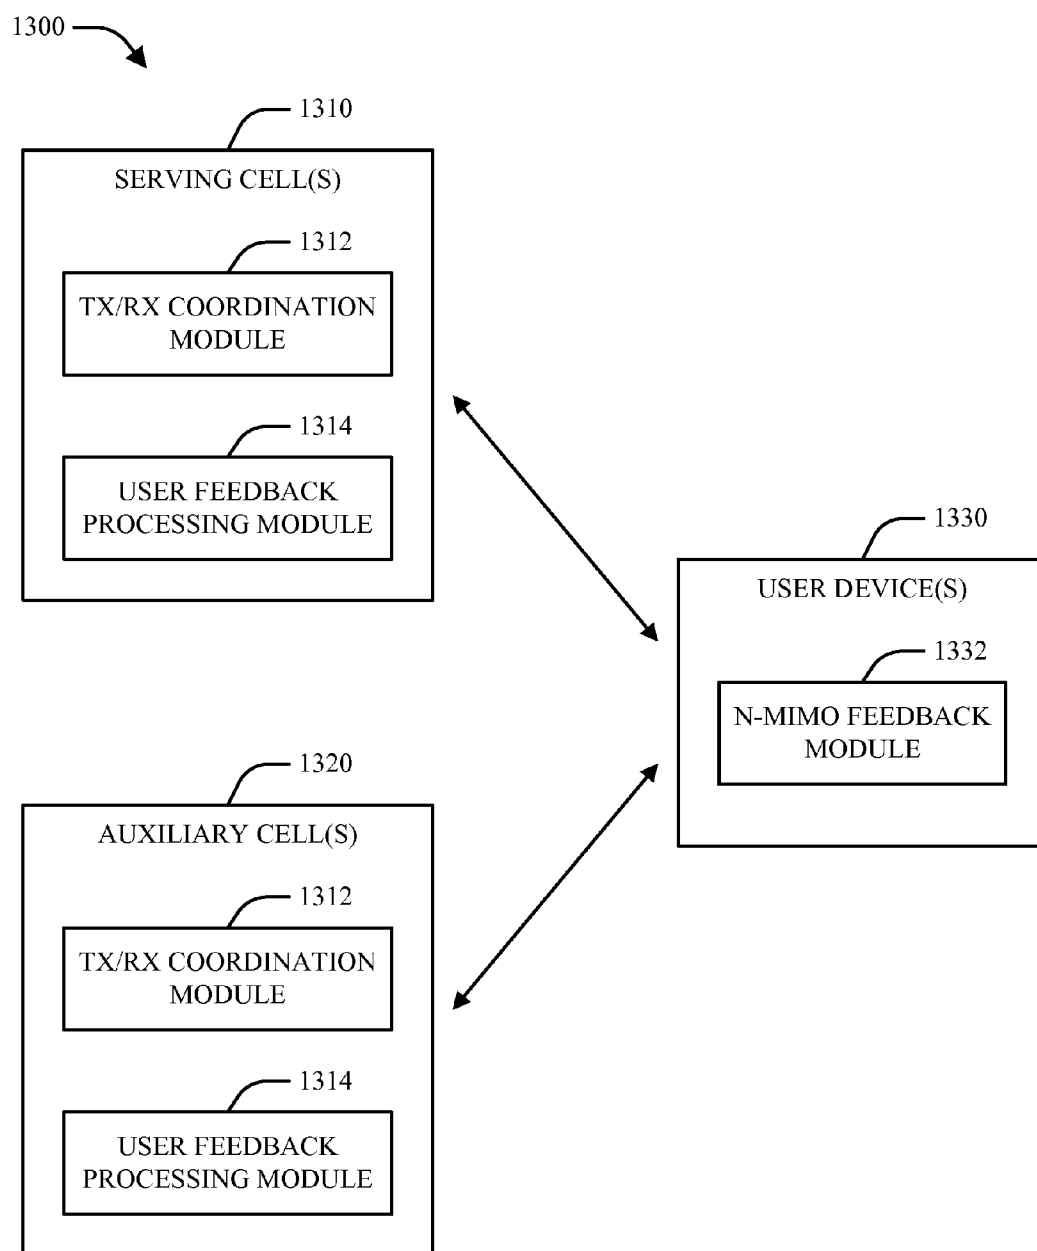 1300
1310
SERVING CELL(S)
1312
TX/RX COORDINATION
MODULE
1314
USER FEEDBACK
PROCESSING MODULE
1330
USER DEVICE(S)
1332
N-MIMO FEEDBACK
MODULE
1320
AUXILIARY CELL(S)
1312
TX/RX COORDINATION
MODULE
1314
USER FEEDBACK
PROCESSING MODULE